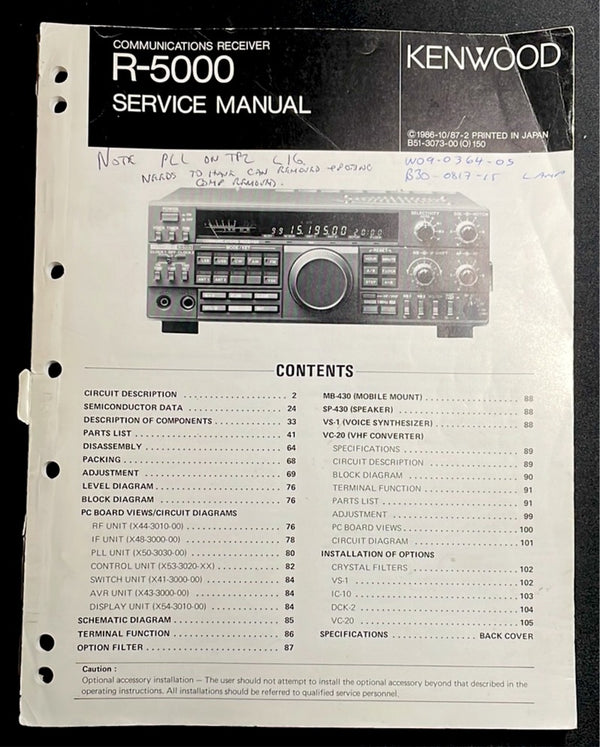 COMMUNICATIONS RECEIVER
R-5000
SERVICE MANUAL
KENWOOD
©1986-10/87-2 PRINTED IN JAPAN
B51-3073-00 (O) 150
NOTE PLL ON TP2 L16
NEEDS TO HAVE CAN REMOVED
COMP REMOVED.
W09-0364-05
B30-0817-15 LAMP
15.195.00 20:00
CONTENTS
CIRCUIT DESCRIPTION 2
SEMICONDUCTOR DATA 24
DESCRIPTION OF COMPONENTS 33
PARTS LIST 41
DISASSEMBLY 64
PACKING 68
ADJUSTMENT 69
LEVEL DIAGRAM 76
BLOCK DIAGRAM 76
PC BOARD VIEWS/CIRCUIT DIAGRAMS
RF UNIT (X44-3010-00) 76
IF UNIT (X48-3000-00) 78
PLL UNIT (X50-3030-00) 80
CONTROL UNIT (X53-3020-XX) 82
SWITCH UNIT (X41-3000-00) 84
AVR UNIT (X43-3000-00) 84
DISPLAY UNIT (X54-3010-00) 84
SCHEMATIC DIAGRAM 85
TERMINAL FUNCTION 86
OPTION FILTER 87
MB-430 (MOBILE MOUNT) 88
SP-430 (SPEAKER) 88
VS-1 (VOICE SYNTHESIZER) 88
VC-20 (VHF CONVERTER)
SPECIFICATIONS 89
CIRCUIT DESCRIPTION 89
BLOCK DIAGRAM 90
TERMINAL FUNCTION 91
PARTS LIST 91
ADJUSTMENT 99
PC BOARD VIEWS 100
CIRCUIT DIAGRAM 101
INSTALLATION OF OPTIONS
CRYSTAL FILTERS 102
VS-1 102
IC-10 103
DCK-2 104
VC-20 105
SPECIFICATIONS BACK COVER
Caution :
Optional accessory installation — The user should not attempt to install the optional accessory beyond that described in the
operating instructions. All installations should be referred to qualified service personnel.